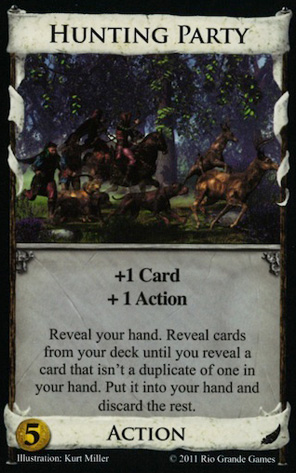 HUNTING PARTY
+1 Card
+ 1 Action
Reveal your hand. Reveal cards
from your deck until you reveal a
card that isn't a duplicate of one in
your hand. Put it into your hand and
discard the rest.
5
ACTION
Illustration: Kurt Miller
© 2011 Rio Grande Games